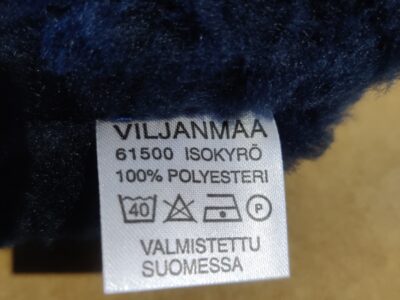 VILJANMAA
61500 ISOKYRÖ
100% POLYESTERI
40 P
VALMISTETTU
SUOMESSA